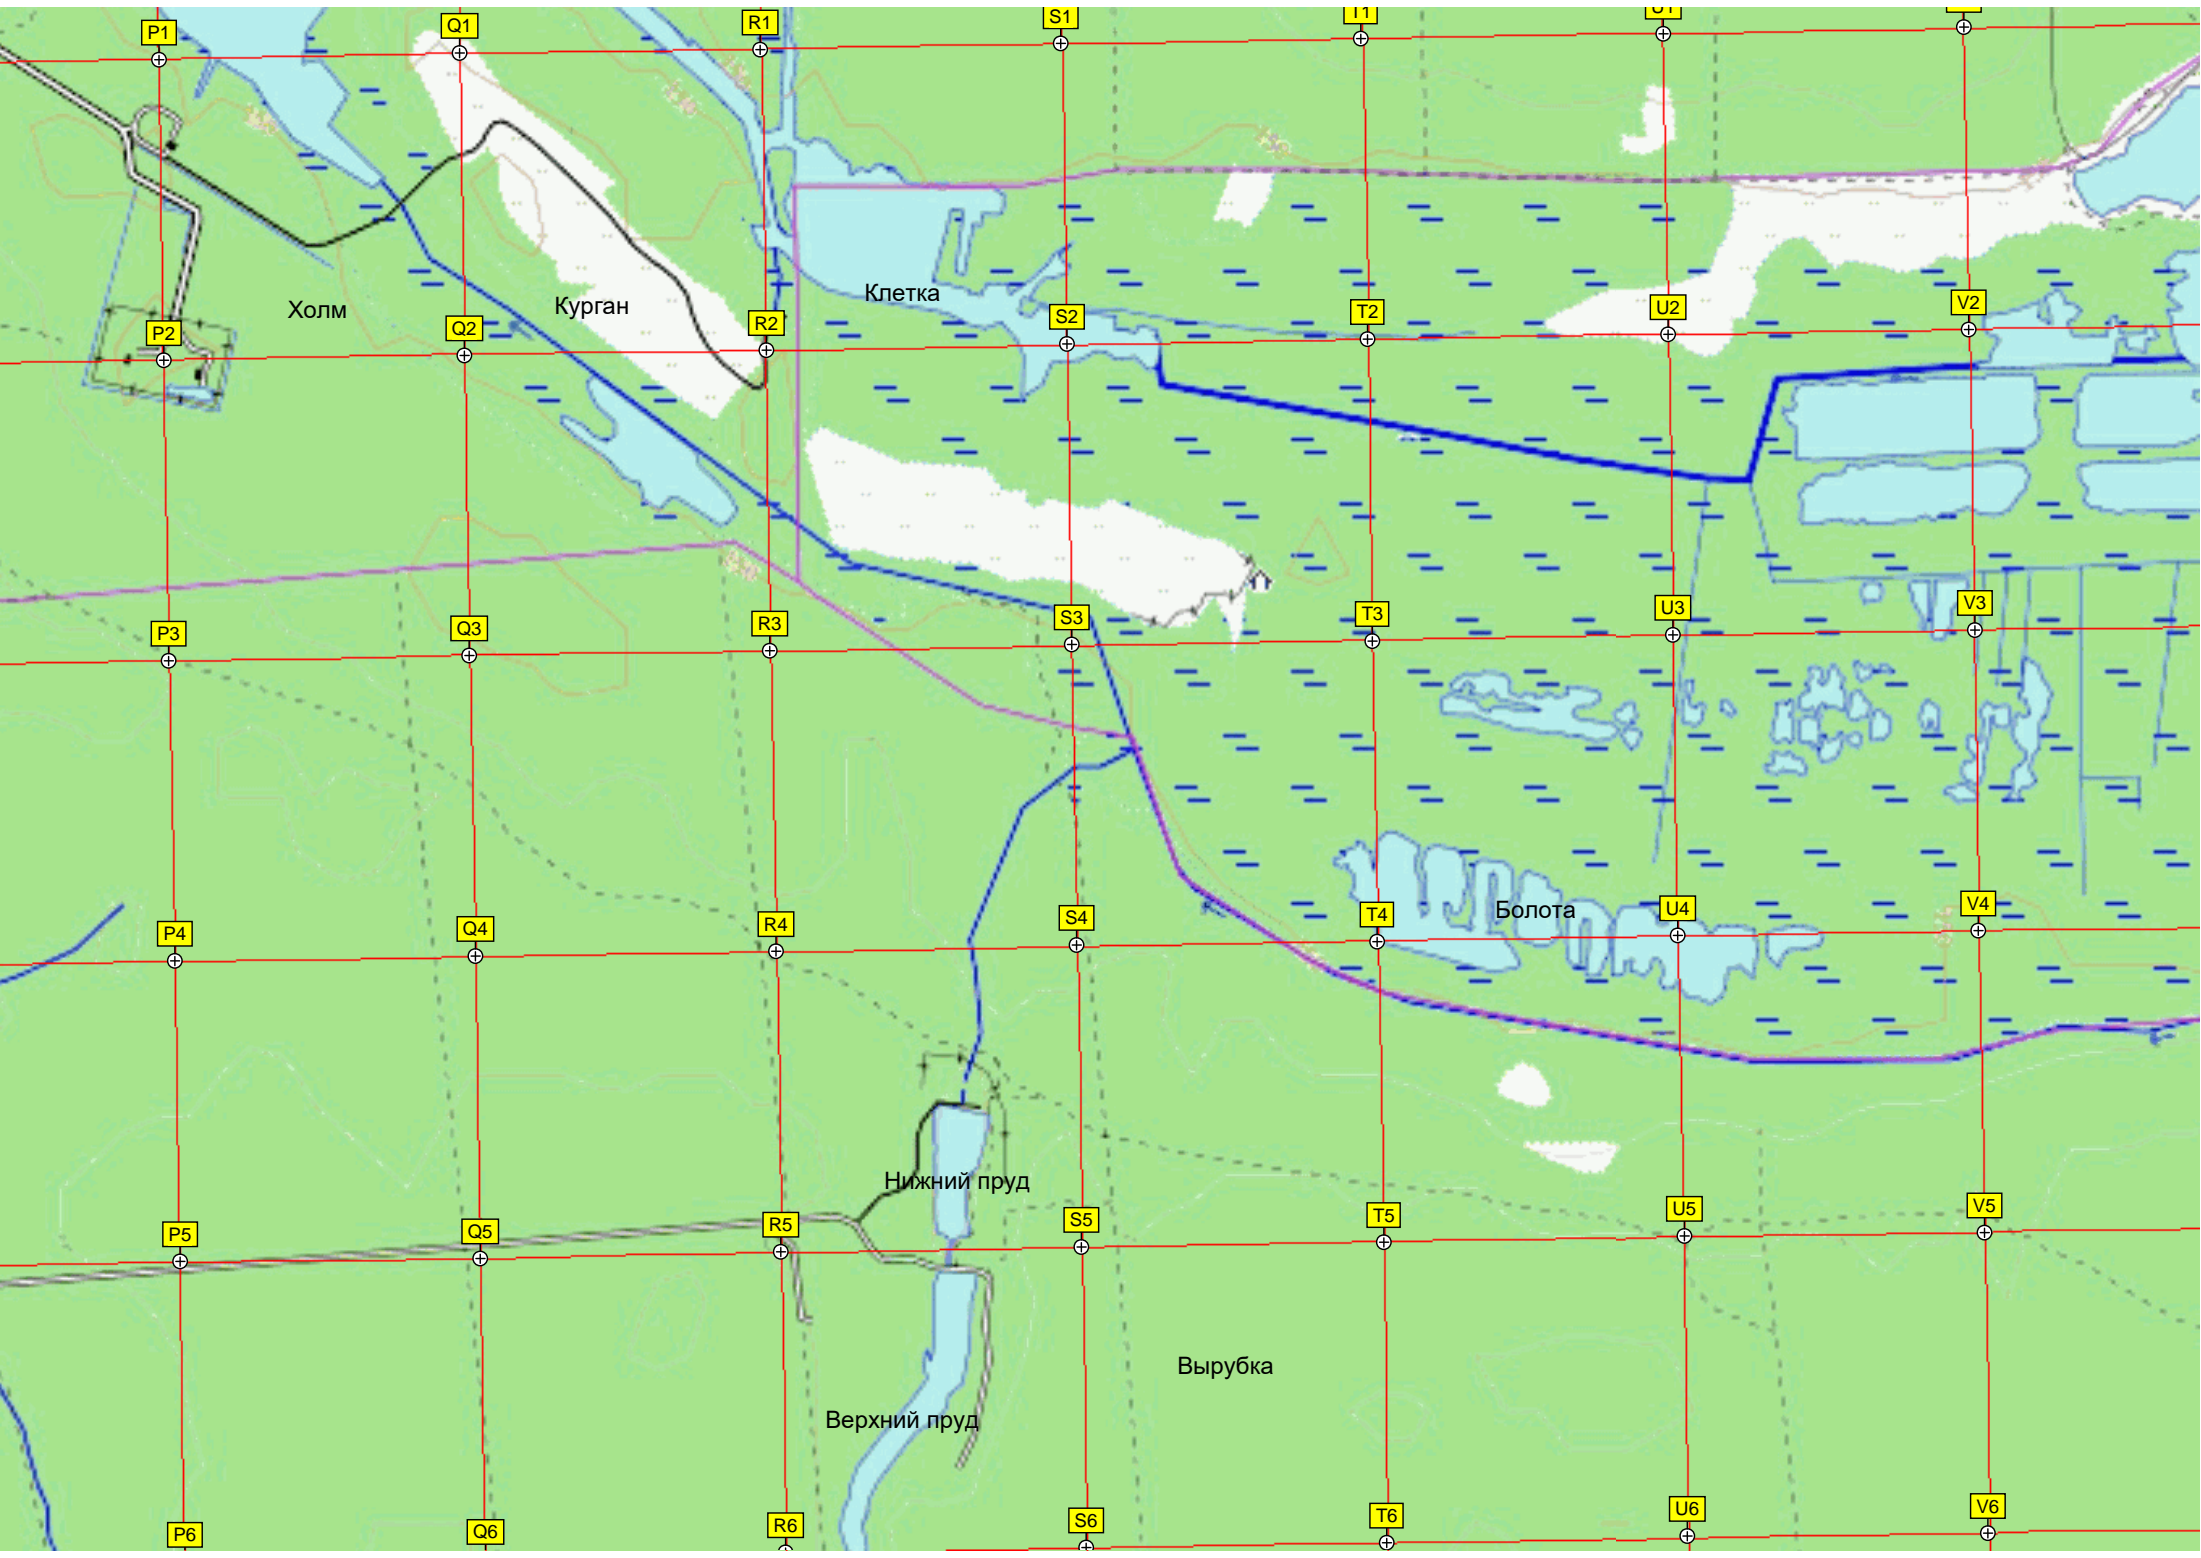 P1
Q1
R1
S1
T1
U1
Холм
Курган
Клетка
P2
Q2
R2
S2
T2
U2
V2
P3
Q3
R3
S3
T3
U3
V3
P4
Q4
R4
S4
T4
Болота
U4
V4
Нижний пруд
P5
Q5
R5
S5
T5
U5
V5
Вырубка
Верхний пруд
P6
Q6
R6
S6
T6
U6
V6